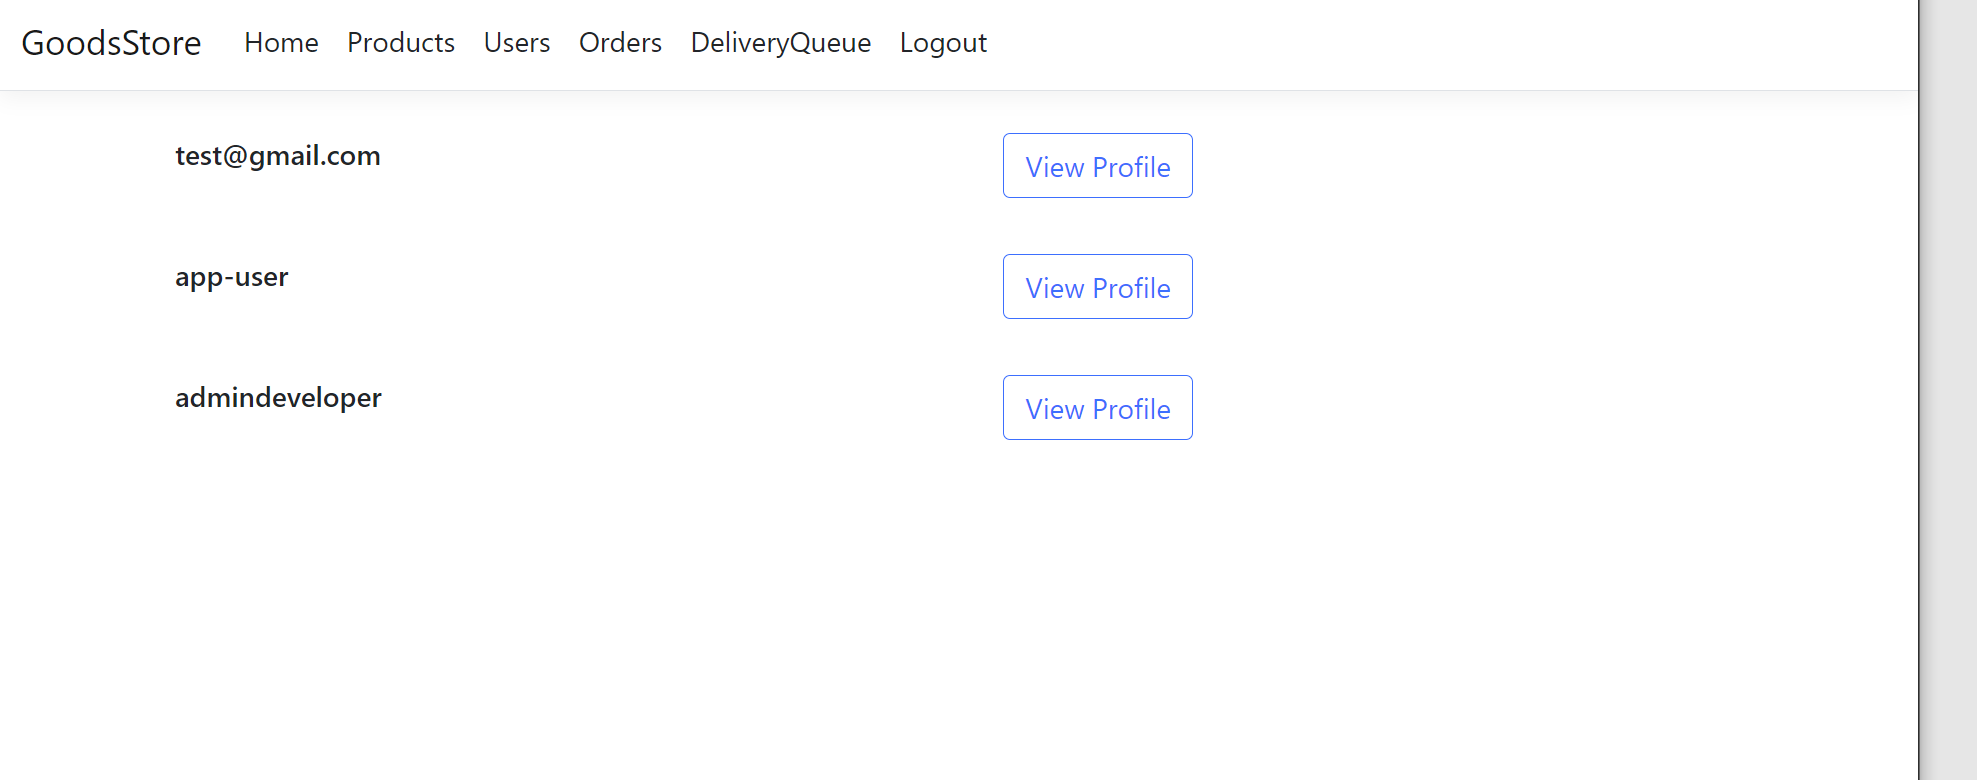 GoodsStore Home Products Users Orders DeliveryQueue Logout
test@gmail.com View Profile
app-user View Profile
admindeveloper View Profile